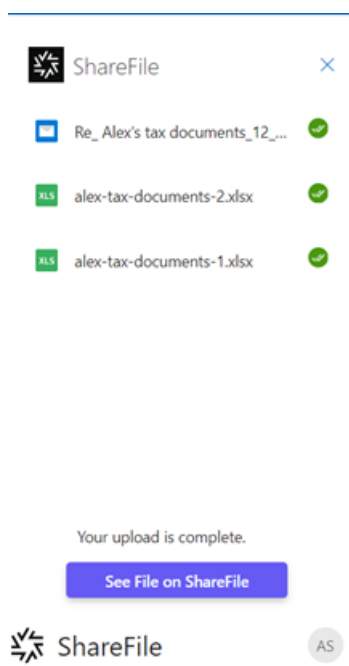 ShareFile
Re_ Alex's tax documents_12_...
XLS alex-tax-documents-2.xlsx
XLS alex-tax-documents-1.xlsx
Your upload is complete.
See File on ShareFile
ShareFile AS